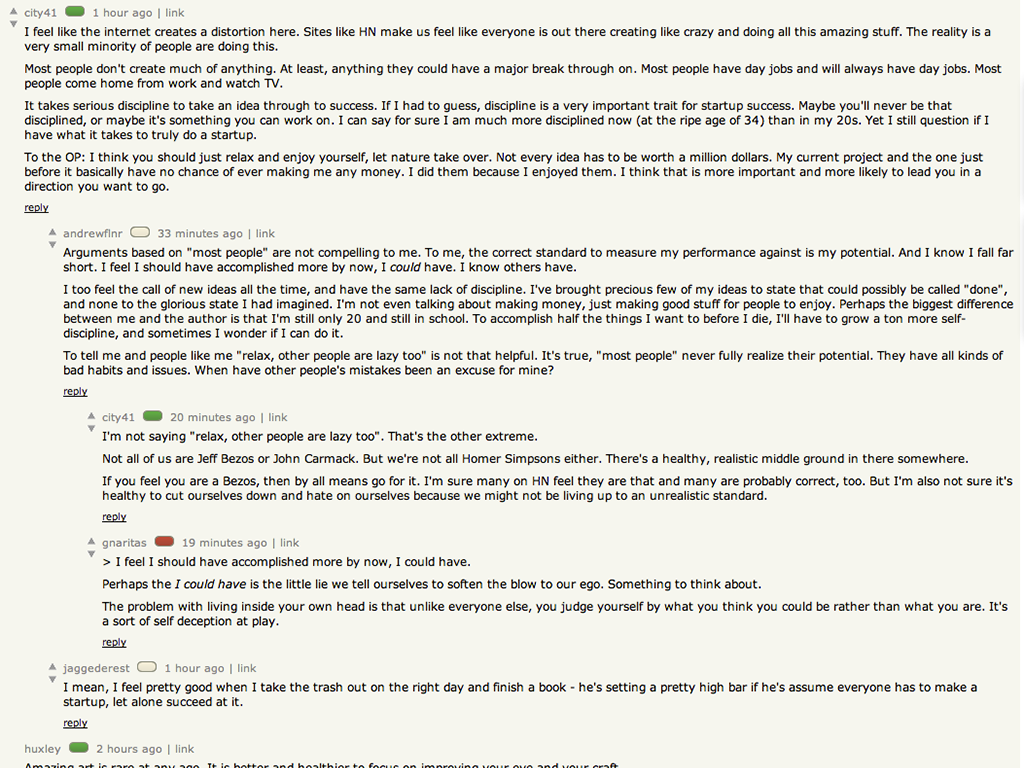 city41 1 hour ago | link
I feel like the internet creates a distortion here. Sites like HN make us feel like everyone is out there creating like crazy and doing all this amazing stuff. The reality is a
very small minority of people are doing this.
Most people don't create much of anything. At least, anything they could have a major break through on. Most people have day jobs and will always have day jobs. Most
people come home from work and watch TV.
It takes serious discipline to take an idea through to success. If I had to guess, discipline is a very important trait for startup success. Maybe you'll never be that
disciplined, or maybe it's something you can work on. I can say for sure I am much more disciplined now (at the ripe age of 34) than in my 20s. Yet I still question if I
have what it takes to truly do a startup.
To the OP: I think you should just relax and enjoy yourself, let nature take over. Not every idea has to be worth a million dollars. My current project and the one just
before it basically have no chance of ever making me any money. I did them because I enjoyed them. I think that is more important and more likely to lead you in a
direction you want to go.
reply
andrewflnr 33 minutes ago | link
Arguments based on "most people" are not compelling to me. To me, the correct standard to measure my performance against is my potential. And I know I fall far
short. I feel I should have accomplished more by now, I could have. I know others have.
I too feel the call of new ideas all the time, and have the same lack of discipline. I've brought precious few of my ideas to state that could possibly be called "done",
and none to the glorious state I had imagined. I'm not even talking about making money, just making good stuff for people to enjoy. Perhaps the biggest difference
between me and the author is that I'm still only 20 and still in school. To accomplish half the things I want to before I die, I'll have to grow a ton more self-
discipline, and sometimes I wonder if I can do it.
To tell me and people like me "relax, other people are lazy too" is not that helpful. It's true, "most people" never fully realize their potential. They have all kinds of
bad habits and issues. When have other people's mistakes been an excuse for mine?
reply
city41 20 minutes ago | link
I'm not saying "relax, other people are lazy too". That's the other extreme.
Not all of us are Jeff Bezos or John Carmack. But we're not all Homer Simpsons either. There's a healthy, realistic middle ground in there somewhere.
If you feel you are a Bezos, then by all means go for it. I'm sure many on HN feel they are that and many are probably correct, too. But I'm also not sure it's
healthy to cut ourselves down and hate on ourselves because we might not be living up to an unrealistic standard.
reply
gnaritas 19 minutes ago | link
> I feel I should have accomplished more by now, I could have.
Perhaps the I could have is the little lie we tell ourselves to soften the blow to our ego. Something to think about.
The problem with living inside your own head is that unlike everyone else, you judge yourself by what you think you could be rather than what you are. It's
a sort of self deception at play.
reply
jaggederest 1 hour ago | link
I mean, I feel pretty good when I take the trash out on the right day and finish a book - he's setting a pretty high bar if he's assume everyone has to make a
startup, let alone succeed at it.
reply
huxley 2 hours ago | link
Amazing art is rare at any age. It is better and healthier to focus on improving your eye and your craft.